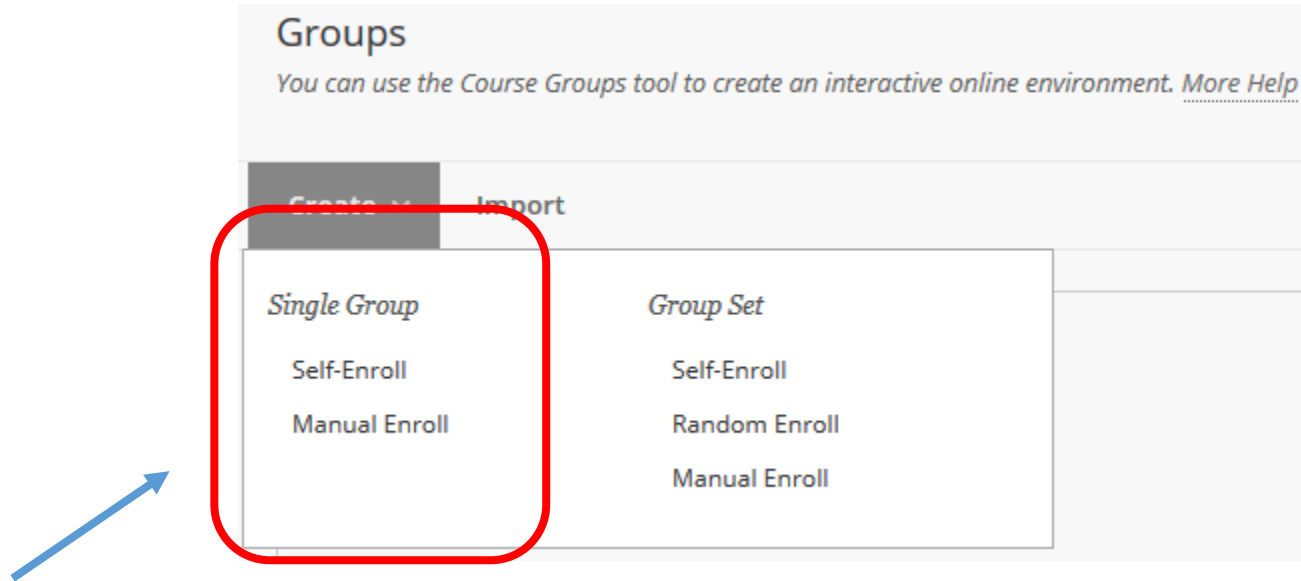 Groups
You can use the Course Groups tool to create an interactive online environment. More Help
Create Import
Single Group
Self-Enroll
Manual Enroll
Group Set
Self-Enroll
Random Enroll
Manual Enroll